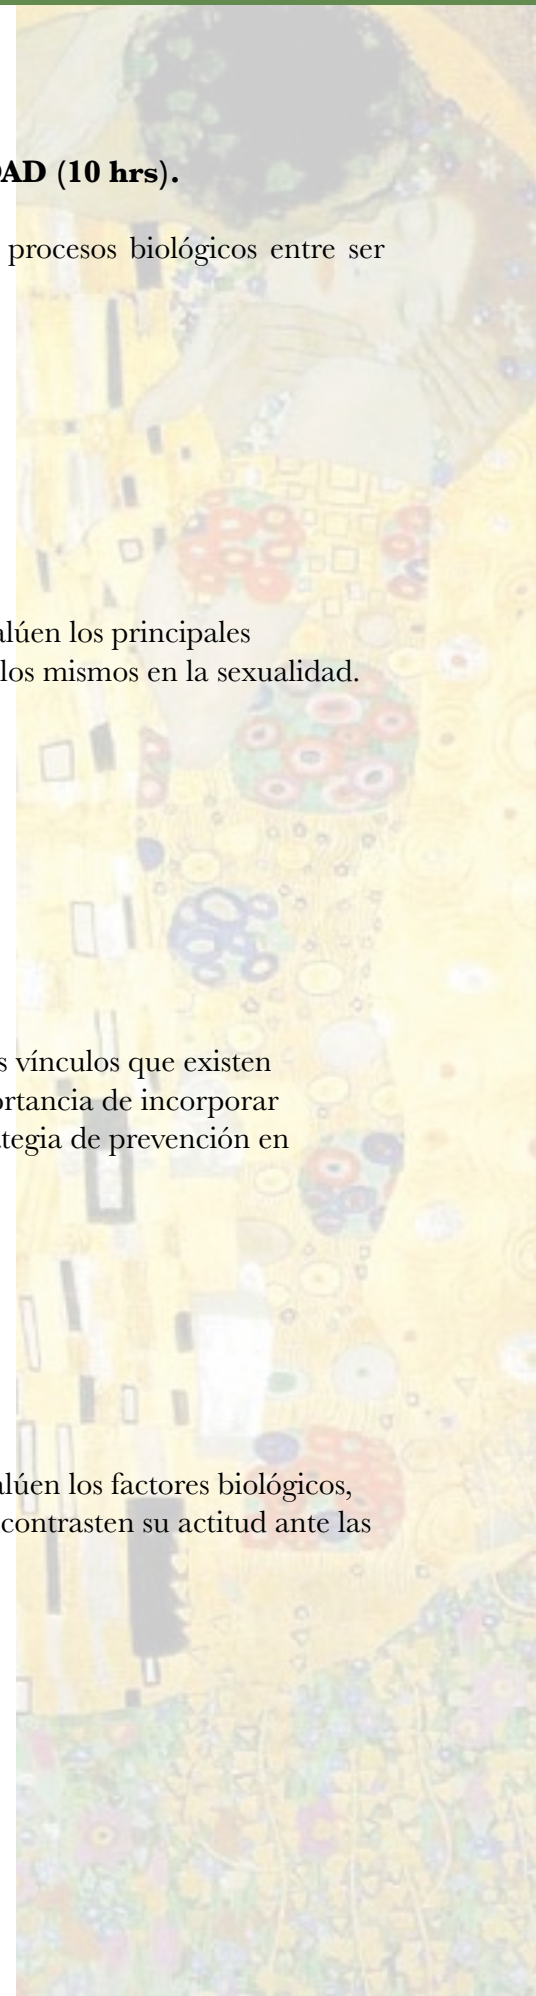 AD (10 hrs).
procesos biológicos entre ser
alúen los principales
los mismos en la sexualidad.
s vínculos que existen
ortancia de incorporar
ategia de prevención en
alúen los factores biológicos,
contrasten su actitud ante las